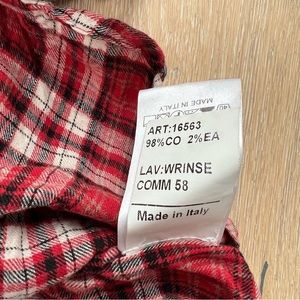 MADE IN ITALY
ART:16563
98%CO 2%EA
LAV:WRINSE
COMM 58
Made in Italy